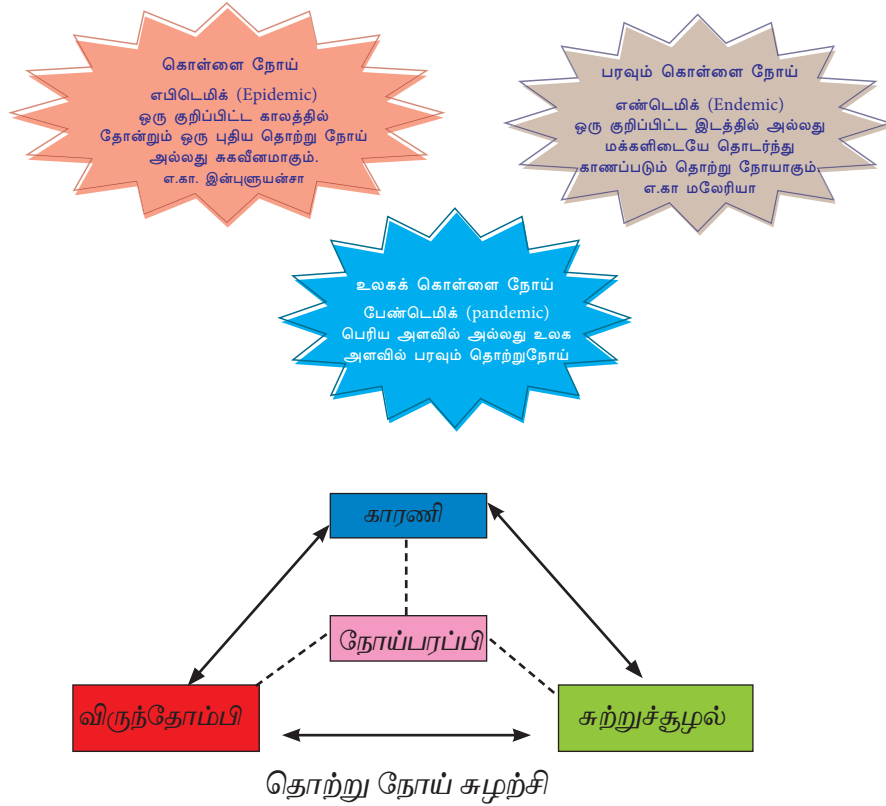 கொள்ளை நோய்
எபிடெமிக் (Epidemic)
ஒரு குறிப்பிட்ட காலத்தில்
தோன்றும் ஒரு புதிய தொற்று நோய்
அல்லது சுகவீனமாகும்.
எ.கா. இன்புளுயன்சா
பரவும் கொள்ளை நோய்
எண்டெமிக் (Endemic)
ஒரு குறிப்பிட்ட இடத்தில் அல்லது
மக்களிடையே தொடர்ந்து
காணப்படும் தொற்று நோயாகும்.
எ.கா மலேரியா
உலகக் கொள்ளை நோய்
பேண்டெமிக் (pandemic)
பெரிய அளவில் அல்லது உலக
அளவில் பரவும் தொற்றுநோய்
காரணி
நோய்பரப்பி
விருந்தோம்பி
சுற்றுச்சூழல்
தொற்று நோய் சுழற்சி